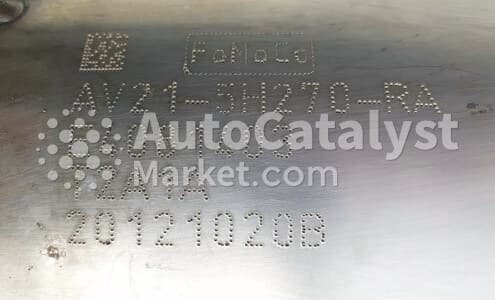 FoMoCo
AV21-5H270-RA
AutoCatalyst
Market.com
20121020B